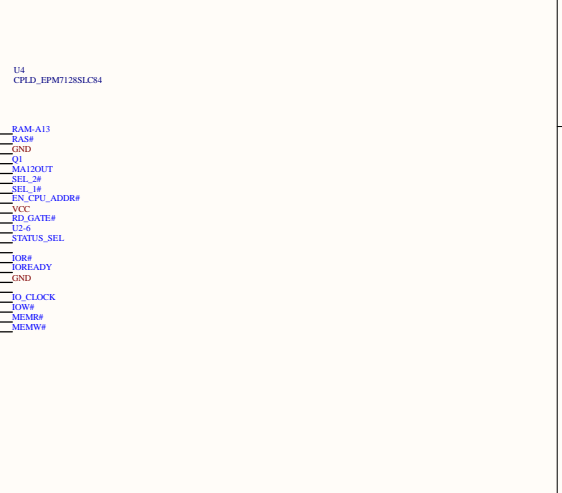 U4
CPLD_EPM7128SLC84
RAM-A13
RAS#
GND
Q1
MA12OUT
SEL_2#
SEL_1#
EN_CPU_ADDR#
VCC
RD_GATE#
U2-6
STATUS_SEL
IOR#
IOREADY
GND
IO_CLOCK
IOW#
MEMR#
MEMW#